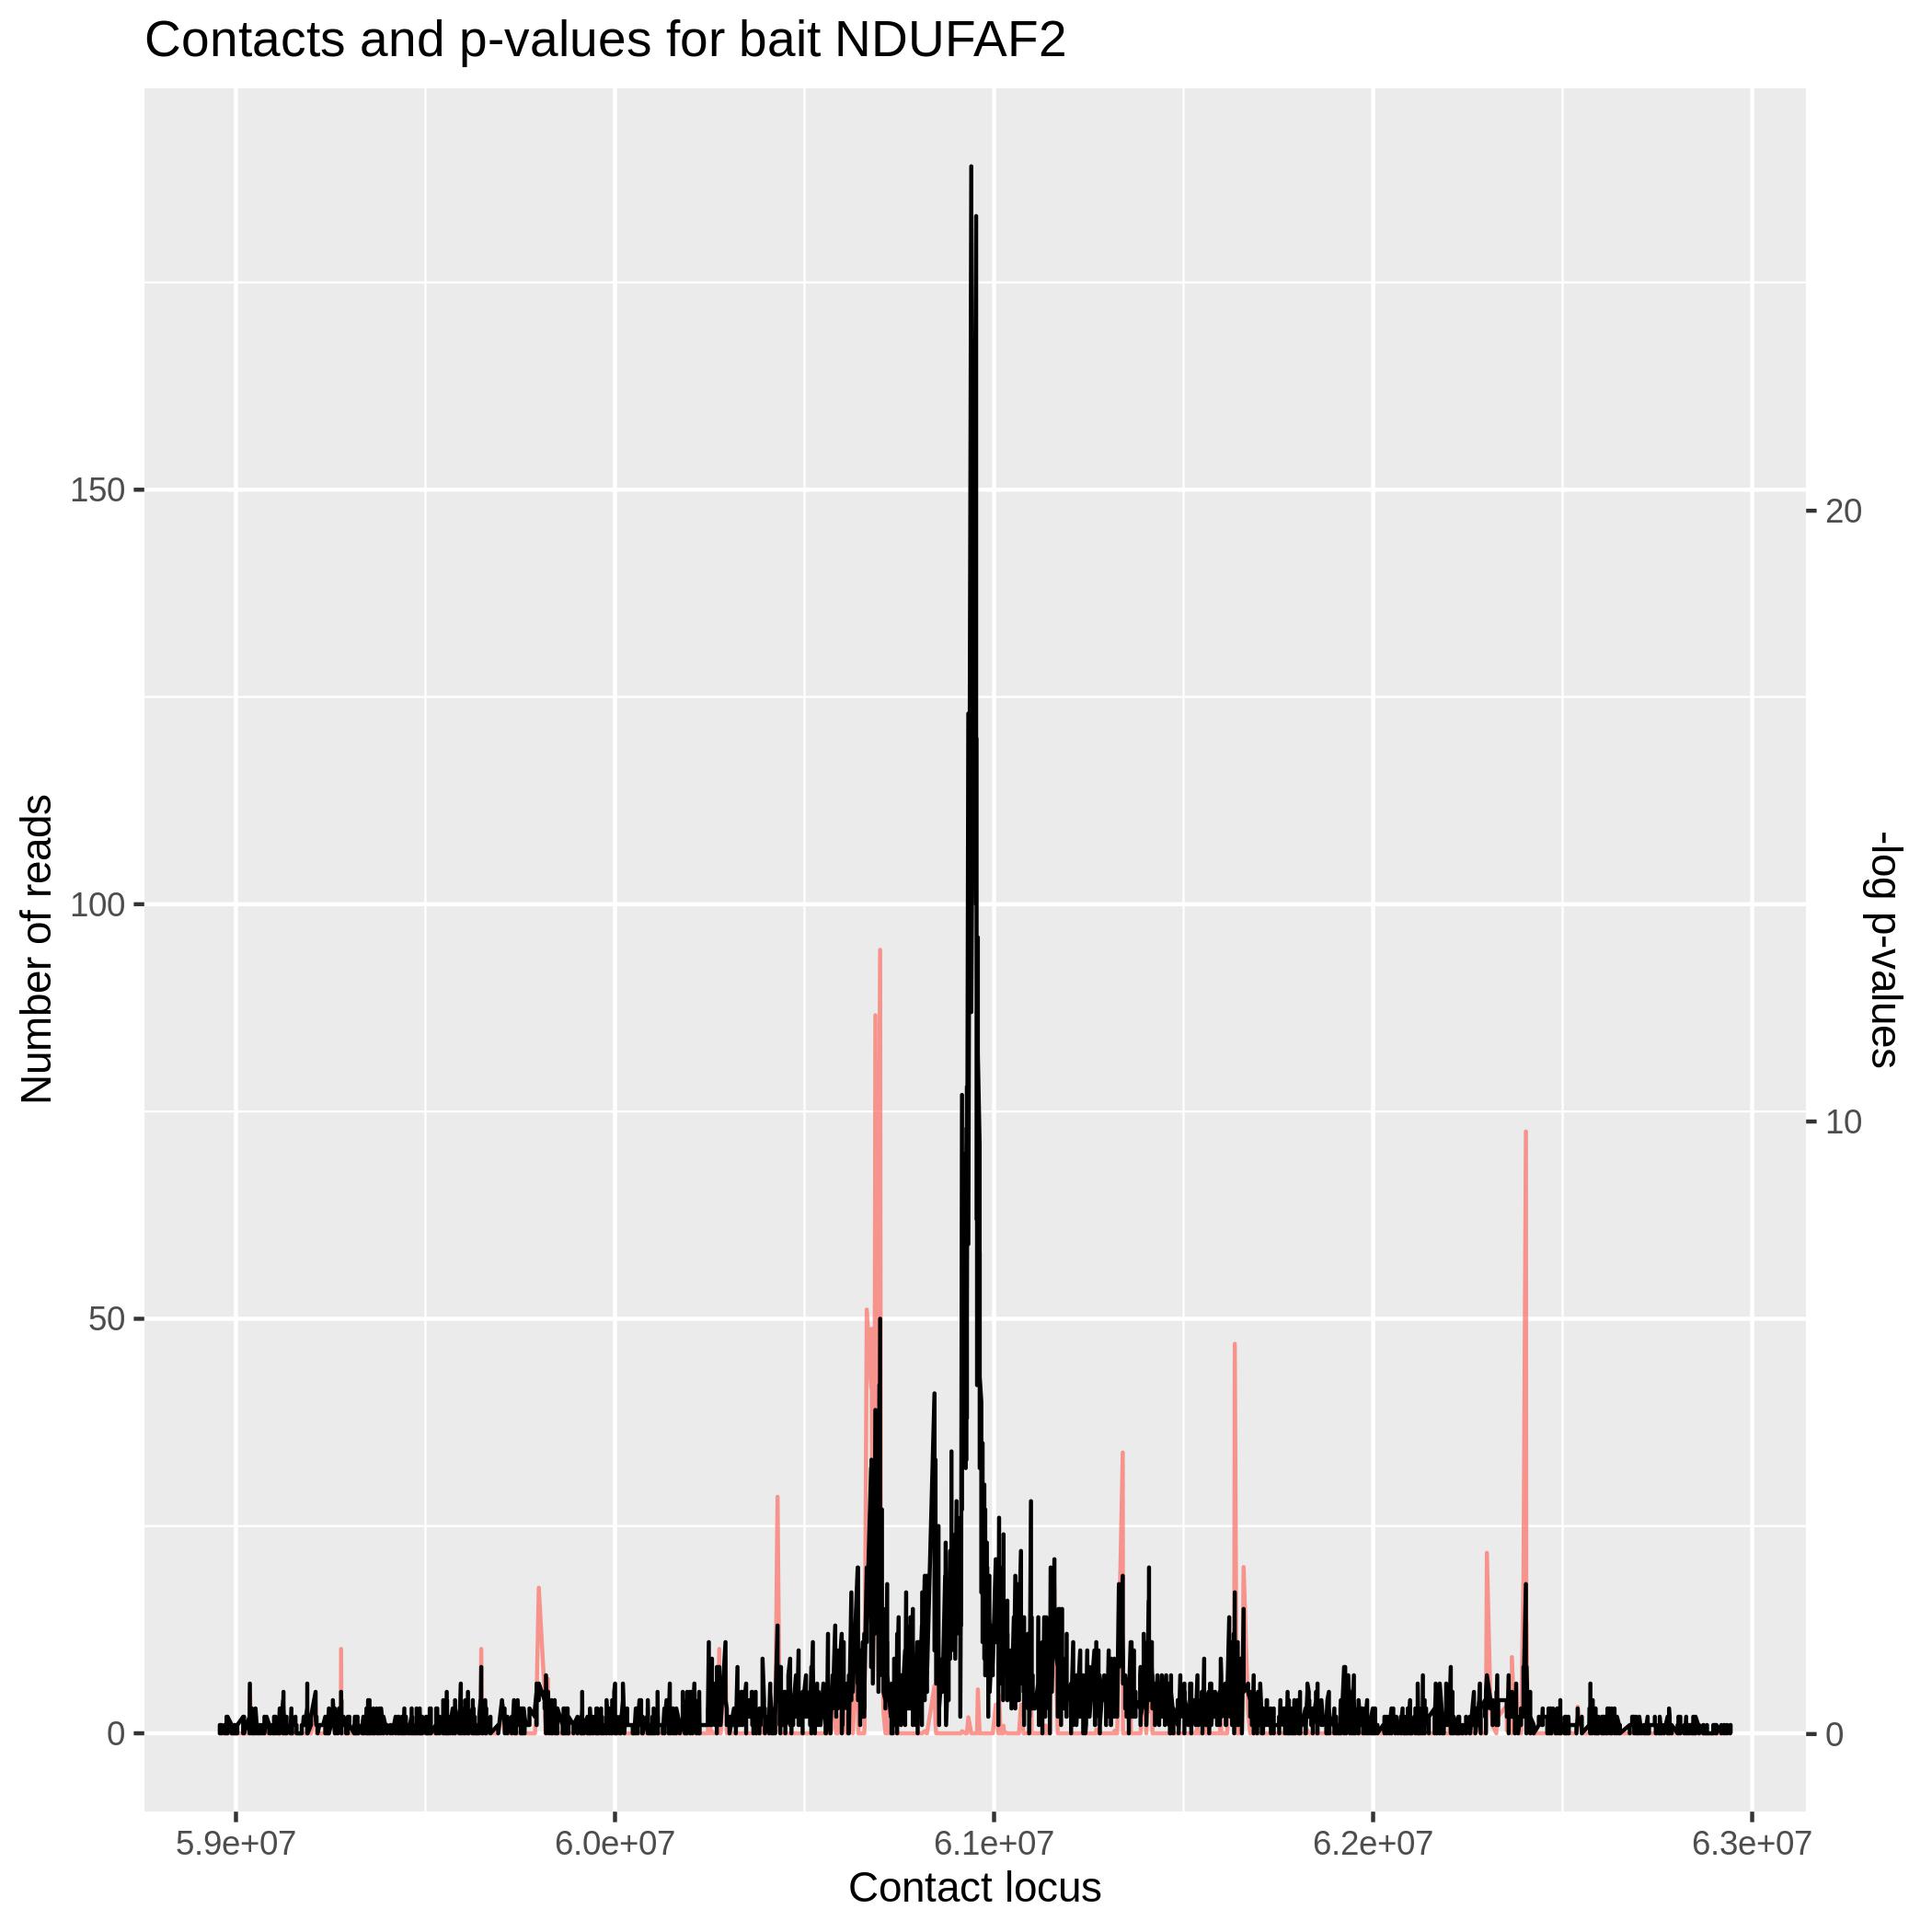 Contacts and p-values for bait NDUFAF2
Number of reads
150
100
50
0
20
10
0
-log p-values
5.9e+07
6.0e+07
6.1e+07
6.2e+07
6.3e+07
Contact locus